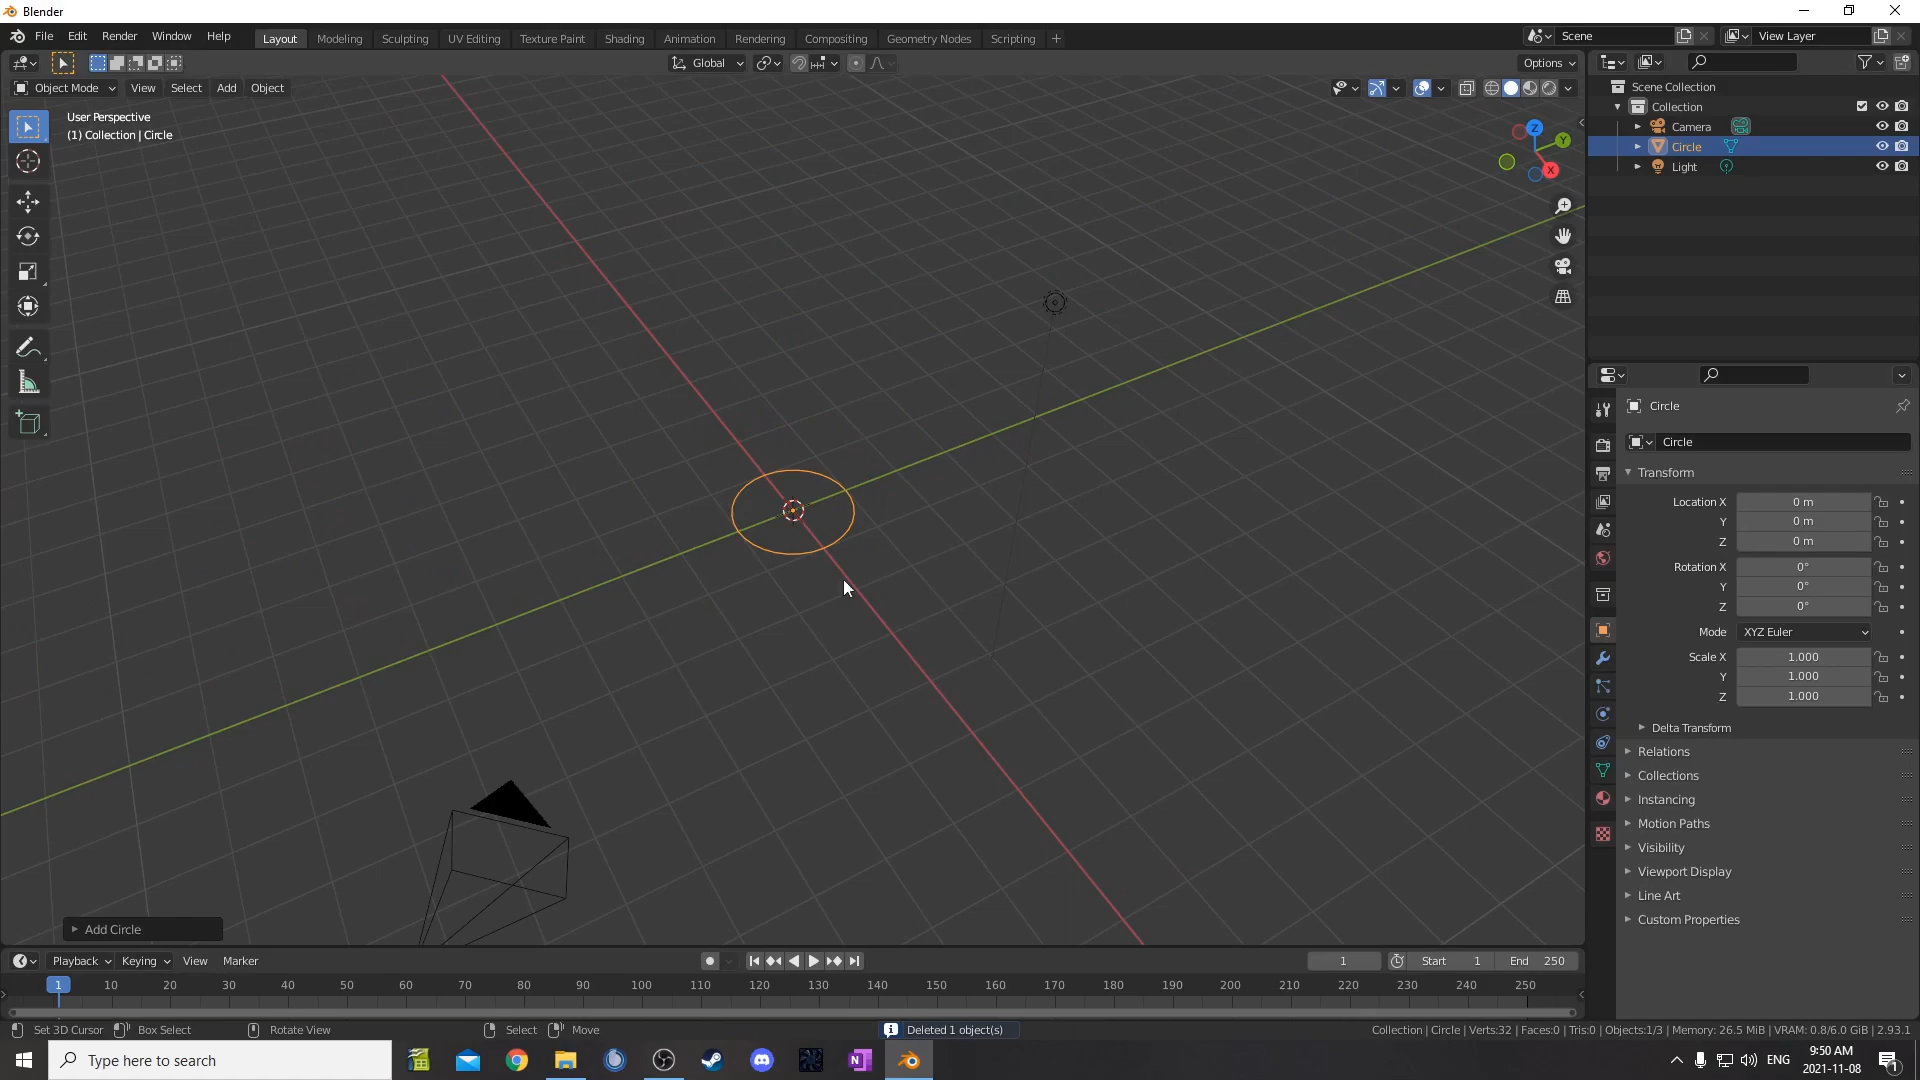 Blender
File Edit Render Window Help Layout Modeling Sculpting UV Editing Texture Paint Shading Animation Rendering Compositing Geometry Nodes Scripting + Scene View Layer
Global Options
Object Mode View Select Add Object
User Perspective
(1) Collection | Circle
Z
Y
X
Scene Collection
Collection
Camera
Circle
Light
Circle
Circle
Transform
Location X 0 m
Y 0 m
Z 0 m
Rotation X 0°
Y 0°
Z 0°
Mode XYZ Euler
Scale X 1.000
Y 1.000
Z 1.000
Delta Transform
Relations
Collections
Instancing
Motion Paths
Visibility
Viewport Display
Line Art
Custom Properties
Add Circle
Playback Keying View Marker 1 Start 1 End 250
1 10 20 30 40 50 60 70 80 90 100 110 120 130 140 150 160 170 180 190 200 210 220 230 240 250
Set 3D Cursor Box Select Rotate View Select Move Deleted 1 object(s) Collection | Circle | Verts:32 | Faces:0 | Tris:0 | Objects:1/3 | Memory: 26.5 MiB | VRAM: 0.8/6.0 GiB | 2.93.1
Type here to search
ENG
9:50 AM
2021-11-08
1